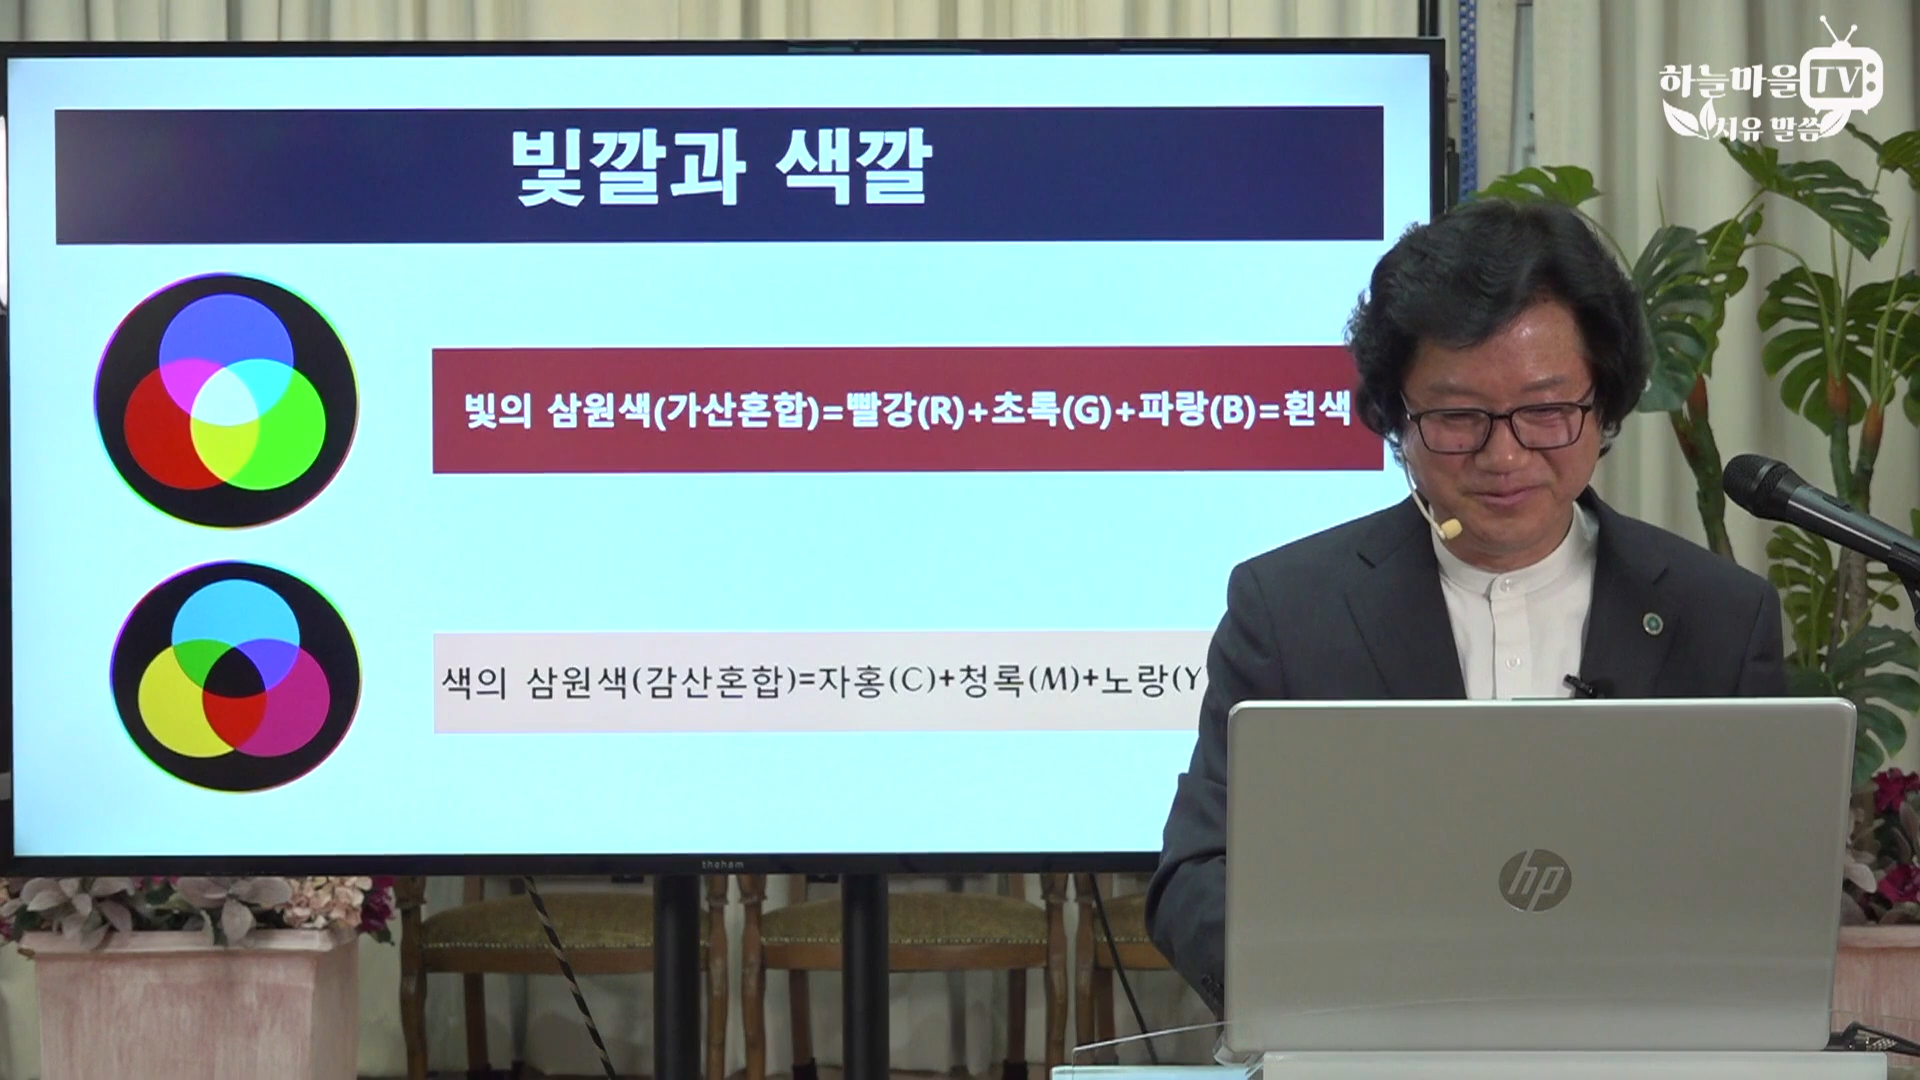 하늘마을TV
치유 말씀
빛깔과 색깔
빛의 삼원색(가산혼합)=빨강(R)+초록(G)+파랑(B)=흰색
색의 삼원색(감산혼합)=자홍(C)+청록(M)+노랑(Y
theham
hp